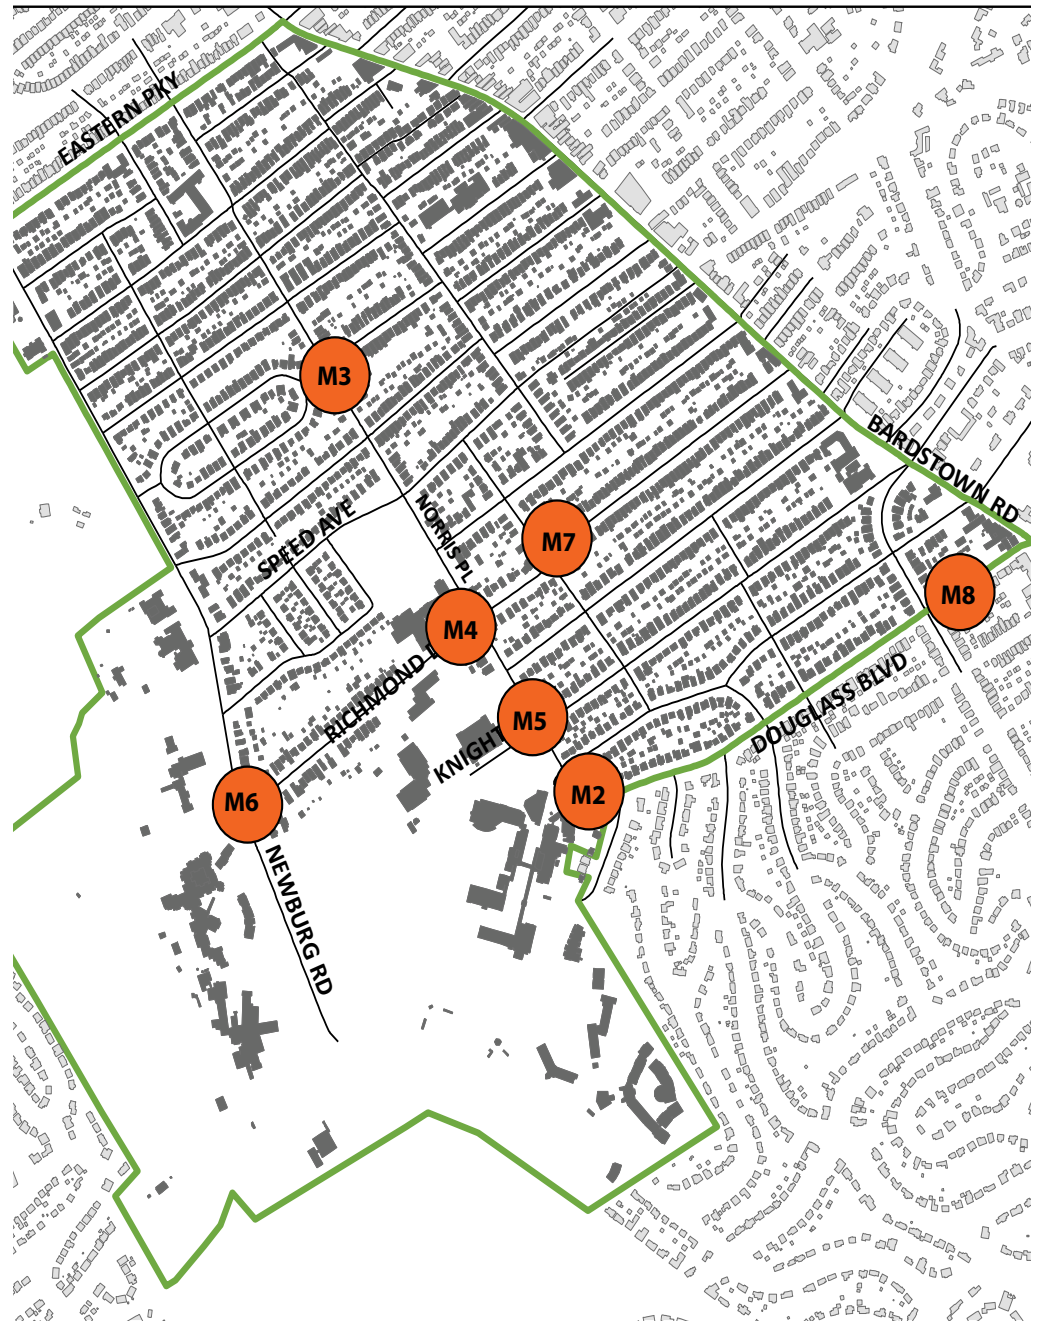 EASTERN PKY
M3
BARDSTOWN RD
NORRIS PL
SPEED AVE
M7
M8
M4
RICHMOND
DOUGLASS BLVD
M5
KNIGHT
M2
M6
NEWBURG RD